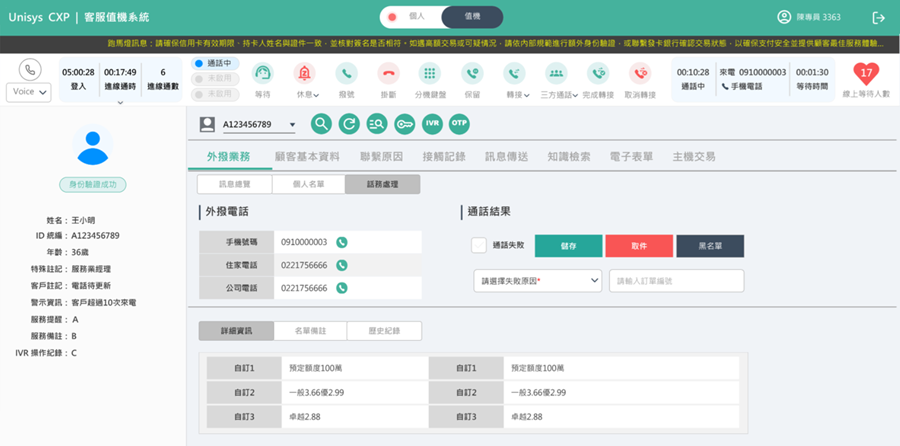 Unisys CXP | 客服值機系統
個人
值機
陳專員 3363
跑馬燈訊息：請確保信用卡有效期限、持卡人姓名與證件一致，並核對簽名是否相符。如遇高額交易或可疑情況，請依內部規範進行額外身份驗證，或聯繫發卡銀行確認交易狀態，以確保支付安全並提供顧客最佳服務體驗...
Voice
05:00:28 00:17:49 6
登入 進線通時 進線通數
通話中
未啟用
未啟用
等待 休息 撥號 掛斷 分機鍵盤 保留 轉接 三方通話 完成轉接 取消轉接
00:10:28 來電 0910000003 00:01:30
通話中 手機電話 等待時間
17
線上等待人數
身份驗證成功
姓名： 王小明
ID 統編： A123456789
年齡： 36歲
特殊註記： 服務業經理
客戶註記： 電話待更新
警示資訊： 客戶超過10次來電
服務提醒： A
服務備註： B
IVR 操作紀錄： C
A123456789
IVR
OTP
外撥業務 顧客基本資料 聯繫原因 接觸記錄 訊息傳送 知識檢索 電子表單 主機交易
訊息總覽 個人名單 話務處理
外撥電話
手機號碼 0910000003
住家電話 0221756666
公司電話 0221756666
通話結果
通話失敗 儲存 取件 黑名單
請選擇失敗原因* 請輸入訂單編號
詳細資訊 名單備註 歷史紀錄
自訂1 預定額度100萬 自訂1 預定額度100萬
自訂2 一般3.66優2.99 自訂2 一般3.66優2.99
自訂3 卓越2.88 自訂3 卓越2.88